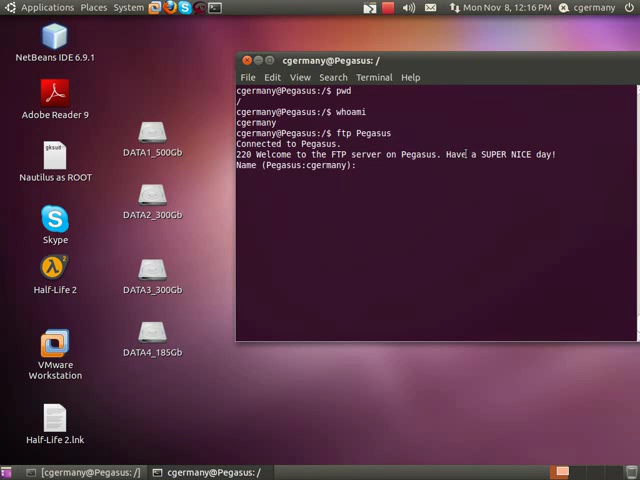 Applications Places System
Mon Nov 8, 12:16 PM cgermany
NetBeans IDE 6.9.1
Adobe Reader 9
gksud
Nautilus as ROOT
Skype
Half-Life 2
VMware
Workstation
Half-Life 2.lnk
DATA1_500Gb
DATA2_300Gb
DATA3_300Gb
DATA4_185Gb
cgermany@Pegasus: /
File Edit View Search Terminal Help
cgermany@Pegasus:/$ pwd
/
cgermany@Pegasus:/$ whoami
cgermany
cgermany@Pegasus:/$ ftp Pegasus
Connected to Pegasus.
220 Welcome to the FTP server on Pegasus. Have a SUPER NICE day!
Name (Pegasus:cgermany):
[cgermany@Pegasus: /]
cgermany@Pegasus: /